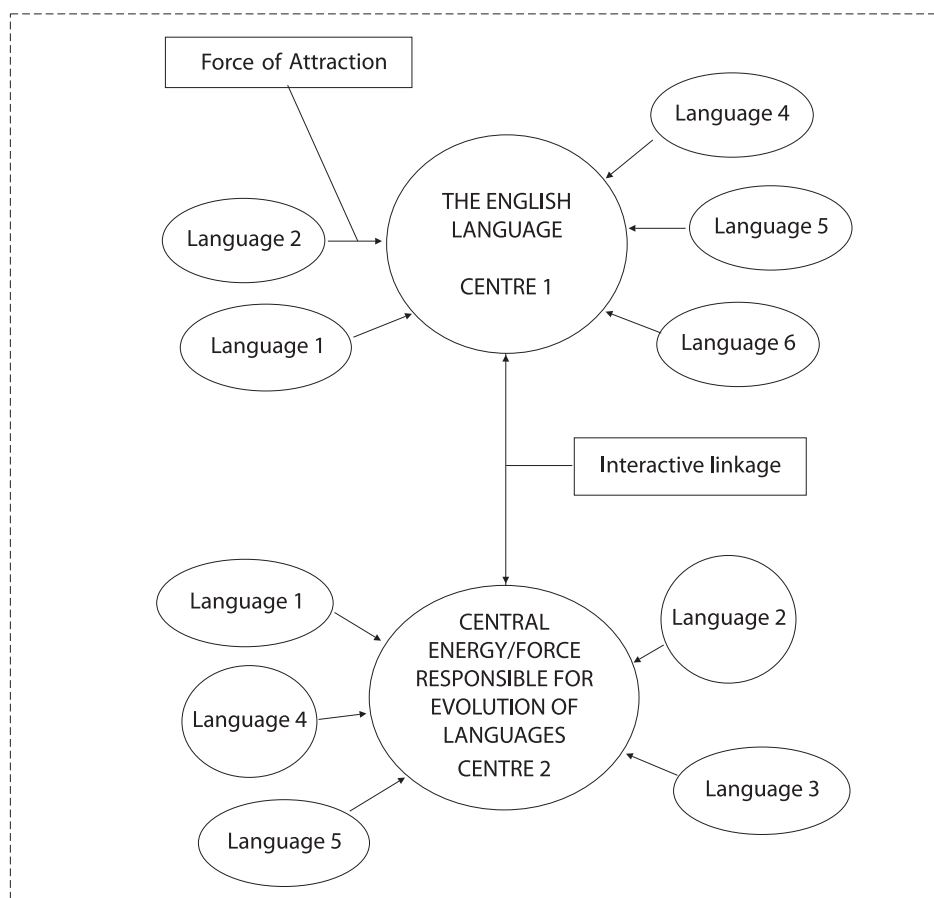 Force of Attraction
Language 4
THE ENGLISH
LANGUAGE
CENTRE 1
Language 2
Language 5
Language 1
Language 6
Interactive linkage
Language 1
Language 2
CENTRAL
ENERGY/FORCE
RESPONSIBLE FOR
EVOLUTION OF
LANGUAGES
CENTRE 2
Language 4
Language 3
Language 5